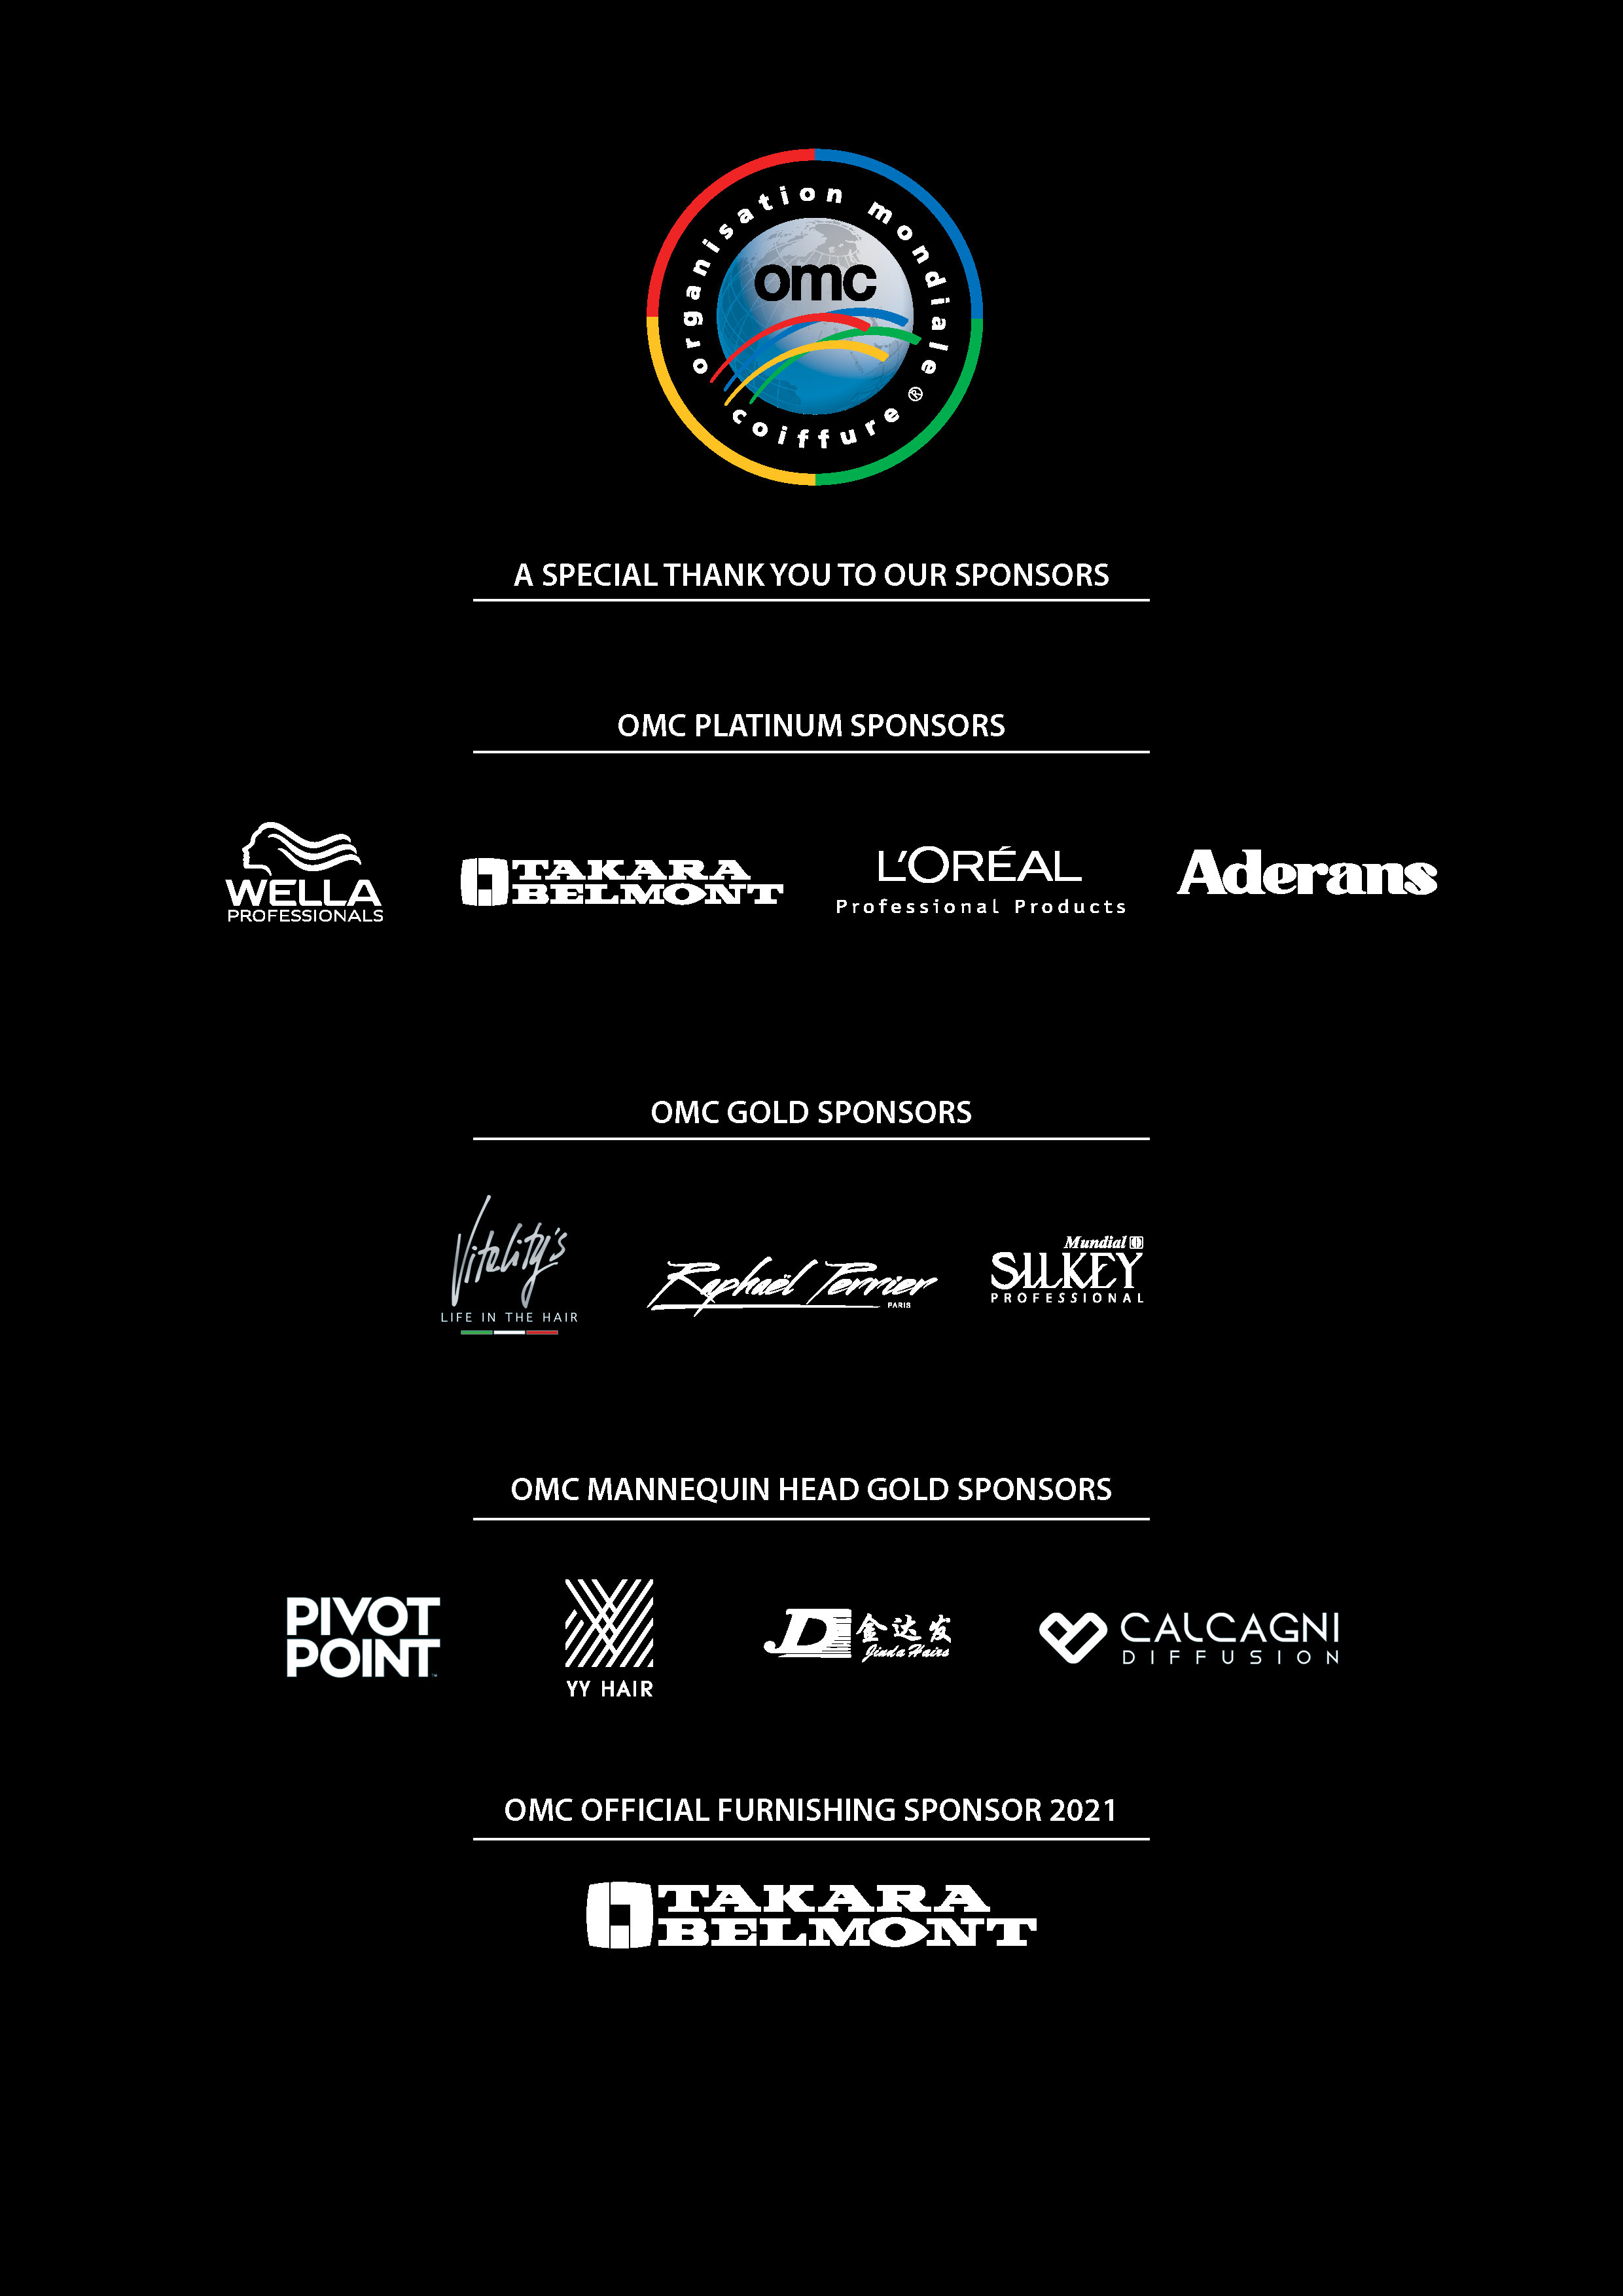 organisation mondiale®
omc
coiffure
A SPECIAL THANK YOU TO OUR SPONSORS
OMC PLATINUM SPONSORS
WELLA
PROFESSIONALS
TAKARA
BELMONT
L'ORÉAL
Professional Products
Aderans
OMC GOLD SPONSORS
Vitality's
LIFE IN THE HAIR
Raphaël Perrier
PARIS
Mundial
SILKEY
PROFESSIONAL
OMC MANNEQUIN HEAD GOLD SPONSORS
PIVOT
POINT™
YY HAIR
JD 金达发
Jinda Hairs
CALCAGNI
DIFFUSION
OMC OFFICIAL FURNISHING SPONSOR 2021
TAKARA
BELMONT